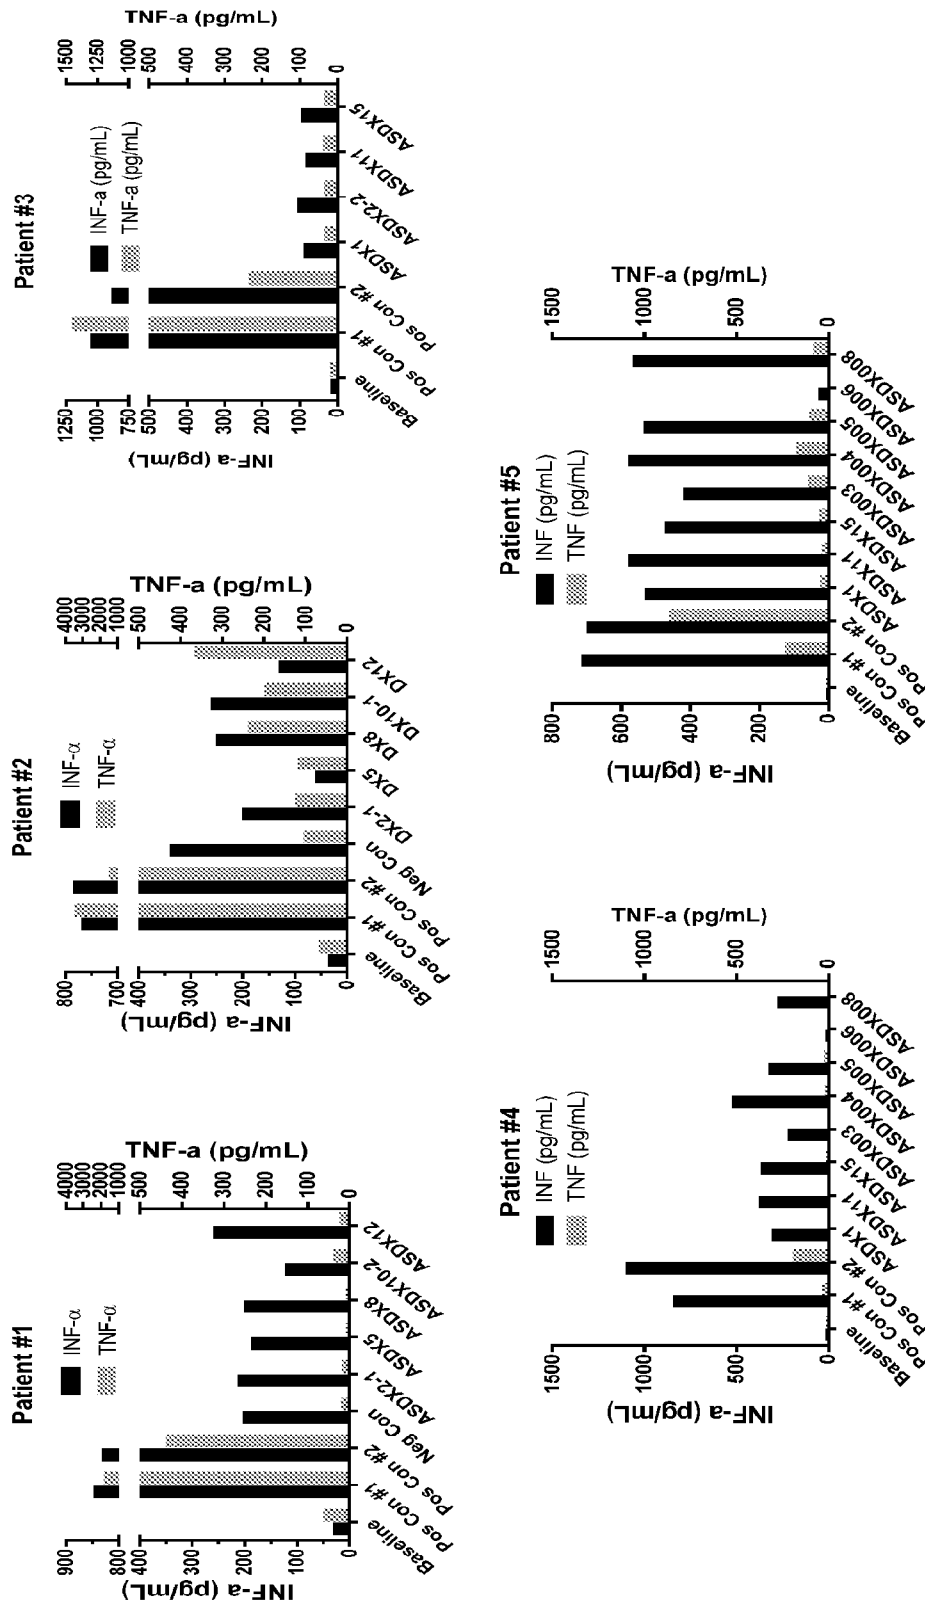 Patient #1
INF-α
TNF-α
INF-a (pg/mL)
900
800
400
300
200
100
0
TNF-a (pg/mL)
4000
3000
2000
1000
500
400
300
200
100
0
Baseline
Pos Con #1
Pos Con #2
Neg Con
ASDX2-1
ASDX5
ASDX8
ASDX10-2
ASDX12
Patient #2
INF-α
TNF-α
INF-a (pg/mL)
800
700
400
300
200
100
0
TNF-a (pg/mL)
4000
3000
2000
1000
500
400
300
200
100
0
Baseline
Pos Con #1
Pos Con #2
Neg Con
DX2-1
DX5
DX8
DX10-1
DX12
Patient #3
INF-a (pg/mL)
TNF-a (pg/mL)
INF-a (pg/mL)
1250
1000
750
500
400
300
200
100
0
TNF-a (pg/mL)
1500
1250
1000
500
400
300
200
100
0
Baseline
Pos Con #1
Pos Con #2
ASDX1
ASDX2-2
ASDX11
ASDX15
Patient #4
INF (pg/mL)
TNF (pg/mL)
INF-a (pg/mL)
1500
1000
500
0
TNF-a (pg/mL)
1500
1000
500
0
Baseline
Pos Con #1
Pos Con #2
ASDX1
ASDX11
ASDX15
ASDX003
ASDX004
ASDX005
ASDX006
ASDX008
Patient #5
INF (pg/mL)
TNF (pg/mL)
INF-a (pg/mL)
800
600
400
200
0
TNF-a (pg/mL)
1500
1000
500
0
Baseline
Pos Con #1
Pos Con #2
ASDX1
ASDX11
ASDX15
ASDX003
ASDX004
ASDX005
ASDX006
ASDX008